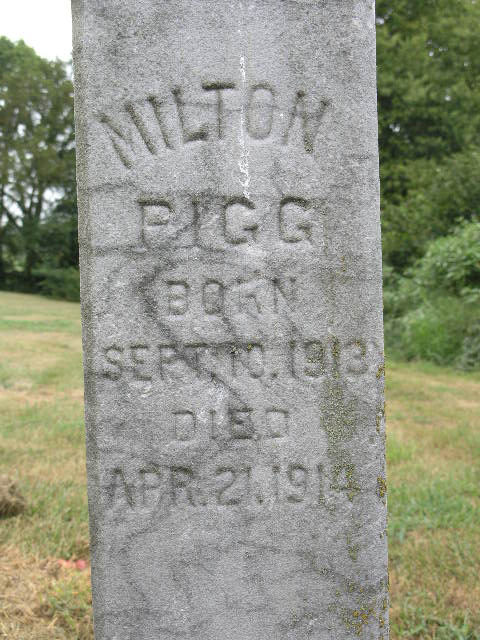 MILTON
PIGG
BORN
SEPT. 10, 1913
DIED
APR. 21, 1914